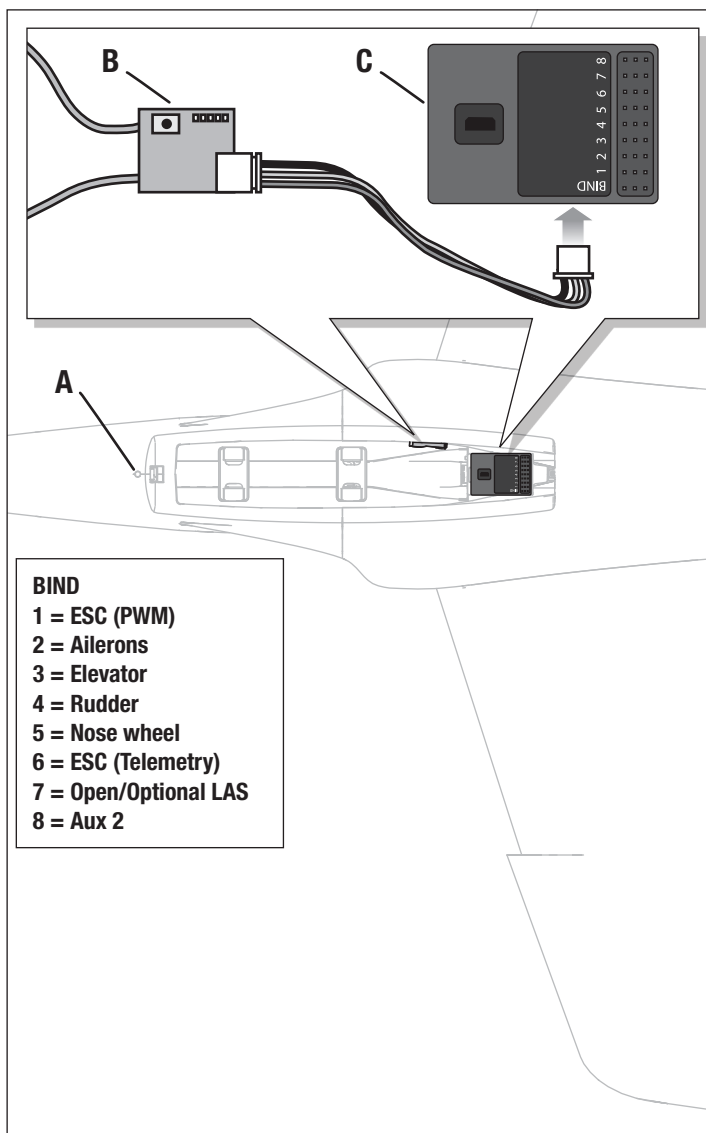 B
C
BIND 1 2 3 4 5 6 7 8
A
BIND
1 = ESC (PWM)
2 = Ailerons
3 = Elevator
4 = Rudder
5 = Nose wheel
6 = ESC (Telemetry)
7 = Open/Optional LAS
8 = Aux 2